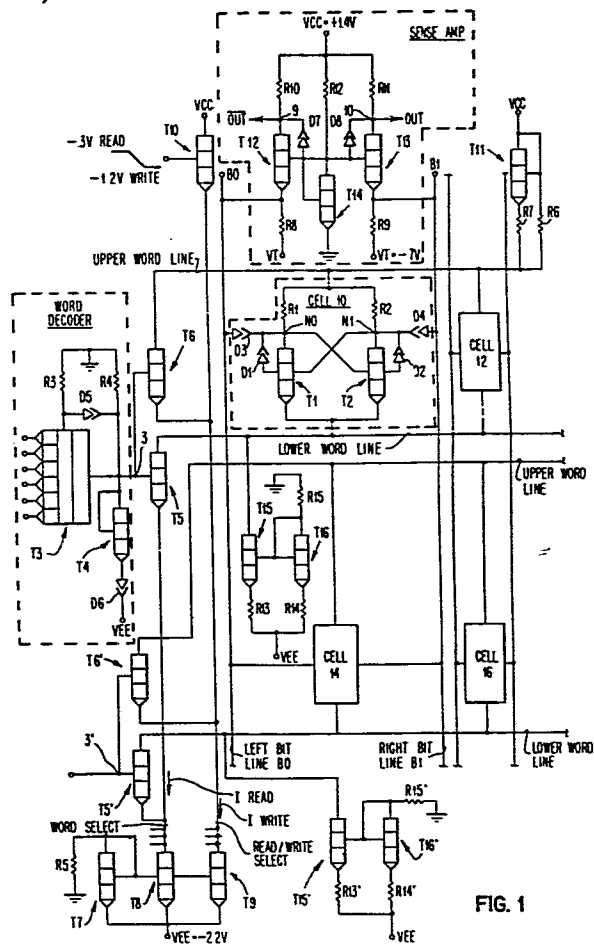 VCC = +1.4V
SENSE AMP
R10
R12
R11
OUT
9
D7
D8
10
OUT
T10
VCC
-.3V READ
-1.2V WRITE
T12
T13
B0
B1
T14
R8
R9
VT
VT = -.7V
VCC
T11
R7
R6
UPPER WORD LINE
7
CELL 10
R1
R2
N0
N1
D3
D4
D1
D2
T1
T2
CELL
12
WORD
DECODER
R3
R4
D5
T6
3
T5
T3
T4
D6
VEE
LOWER WORD LINE
UPPER WORD
LINE
R15
T15
T16
R13
R14
VEE
CELL
14
CELL
16
T6'
3'
T5'
LEFT BIT
LINE B0
RIGHT BIT
LINE B1
LOWER WORD
LINE
I READ
I WRITE
WORD SELECT
READ/WRITE
SELECT
R5
T7
T8
T9
VEE=-2.2V
T15'
R15'
T16'
R13'
R14'
VEE
FIG. 1